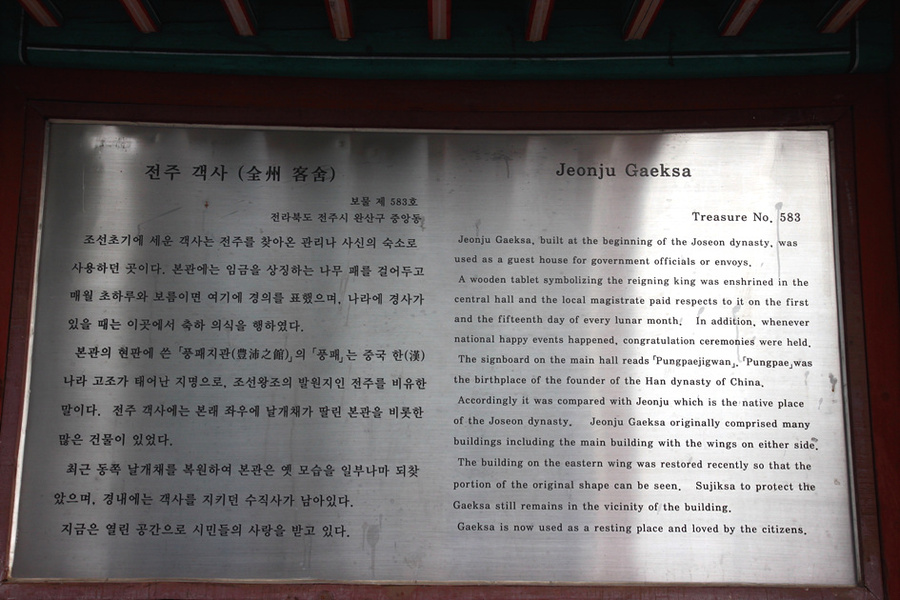 전주 객사 (全州 客舍)
보물 제 583호
전라북도 전주시 완산구 중앙동
조선초기에 세운 객사는 전주를 찾아온 관리나 사신의 숙소로
사용하던 곳이다. 본관에는 임금을 상징하는 나무 패를 걸어두고
매월 초하루와 보름이면 여기에 경의를 표했으며, 나라에 경사가
있을 때는 이곳에서 축하 의식을 행하였다.
본관의 현판에 쓴 「풍패지관(豊沛之館)」의 「풍패」는 중국 한(漢)
나라 고조가 태어난 지명으로, 조선왕조의 발원지인 전주를 비유한
말이다. 전주 객사에는 본래 좌우에 날개채가 딸린 본관을 비롯한
많은 건물이 있었다.
최근 동쪽 날개채를 복원하여 본관은 옛 모습을 일부나마 되찾
았으며, 경내에는 객사를 지키던 수직사가 남아있다.
지금은 열린 공간으로 시민들의 사랑을 받고 있다.
Jeonju Gaeksa
Treasure No. 583
Jeonju Gaeksa, built at the beginning of the Joseon dynasty, was
used as a guest house for government officials or envoys.
A wooden tablet symbolizing the reigning king was enshrined in the
central hall and the local magistrate paid respects to it on the first
and the fifteenth day of every lunar month. In addition, whenever
national happy events happened, congratulation ceremonies were held.
The signboard on the main hall reads 「Pungpaejigwan」. 「Pungpae」was
the birthplace of the founder of the Han dynasty of China.
Accordingly it was compared with Jeonju which is the native place
of the Joseon dynasty. Jeonju Gaeksa originally comprised many
buildings including the main building with the wings on either side.
The building on the eastern wing was restored recently so that the
portion of the original shape can be seen. Sujiksa to protect the
Gaeksa still remains in the vicinity of the building.
Gaeksa is now used as a resting place and loved by the citizens.